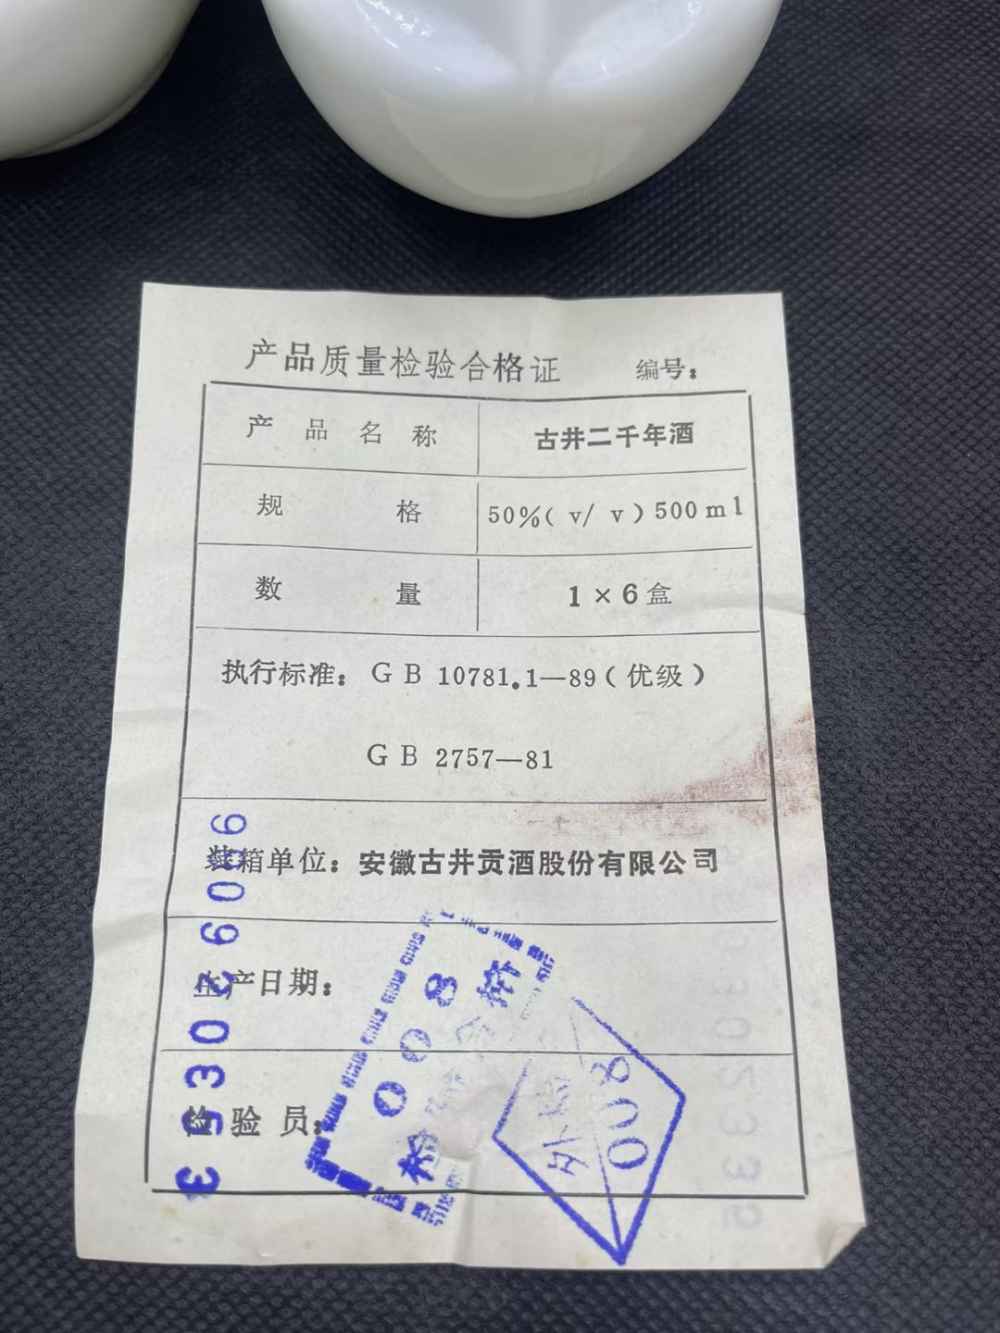 产品质量检验合格证 编号:
产品名称 古井二千年酒
规格 50%(v/v)500ml
数量 1×6盒
执行标准: GB 10781.1—89(优级)
GB 2757—81
装箱单位: 安徽古井贡酒股份有限公司
生产日期:
检验员:
008
检
008
外